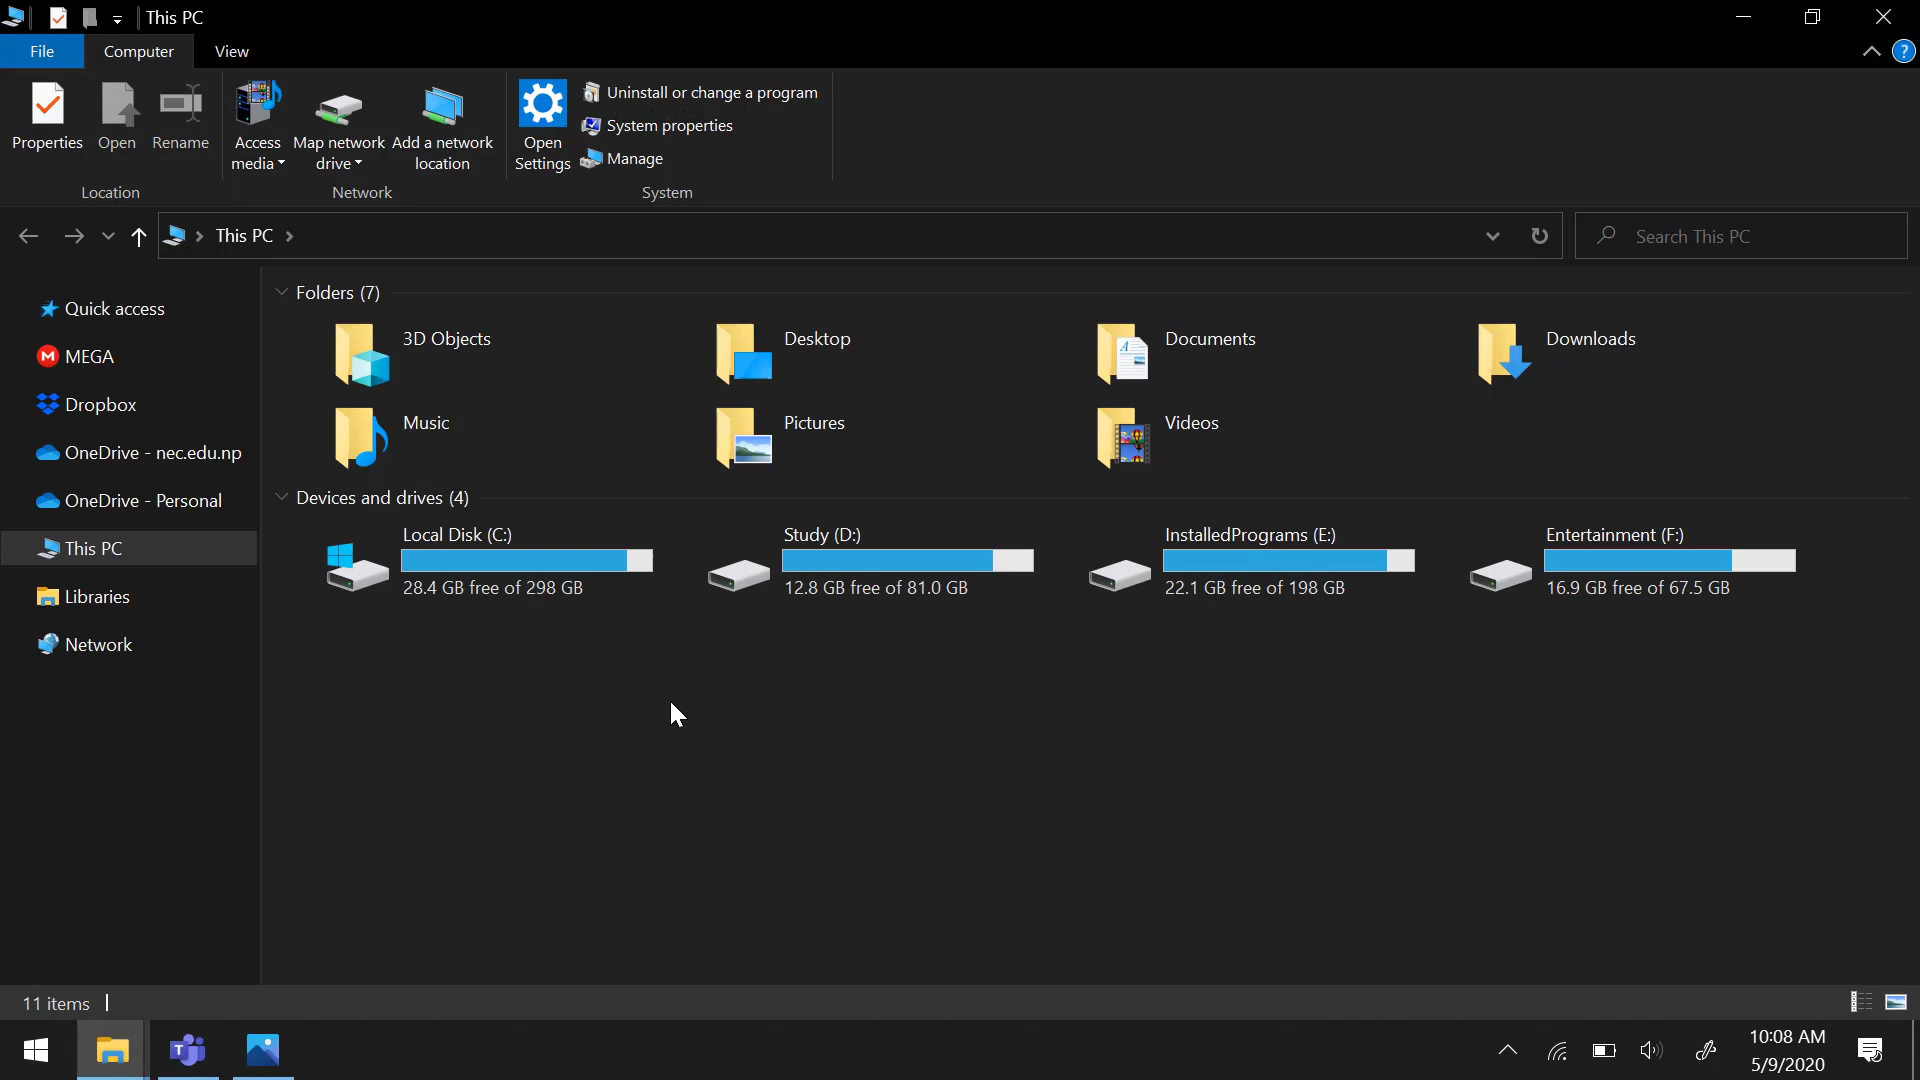 This PC
File Computer View
?
Properties Open Rename Access media Map network drive Add a network location Open Settings
Uninstall or change a program
System properties
Manage
Location Network System
This PC
Search This PC
Quick access
MEGA
Dropbox
OneDrive - nec.edu.np
OneDrive - Personal
This PC
Libraries
Network
Folders (7)
3D Objects Desktop Documents Downloads
Music Pictures Videos
Devices and drives (4)
Local Disk (C:) Study (D:) InstalledPrograms (E:) Entertainment (F:)
28.4 GB free of 298 GB 12.8 GB free of 81.0 GB 22.1 GB free of 198 GB 16.9 GB free of 67.5 GB
11 items
10:08 AM
5/9/2020